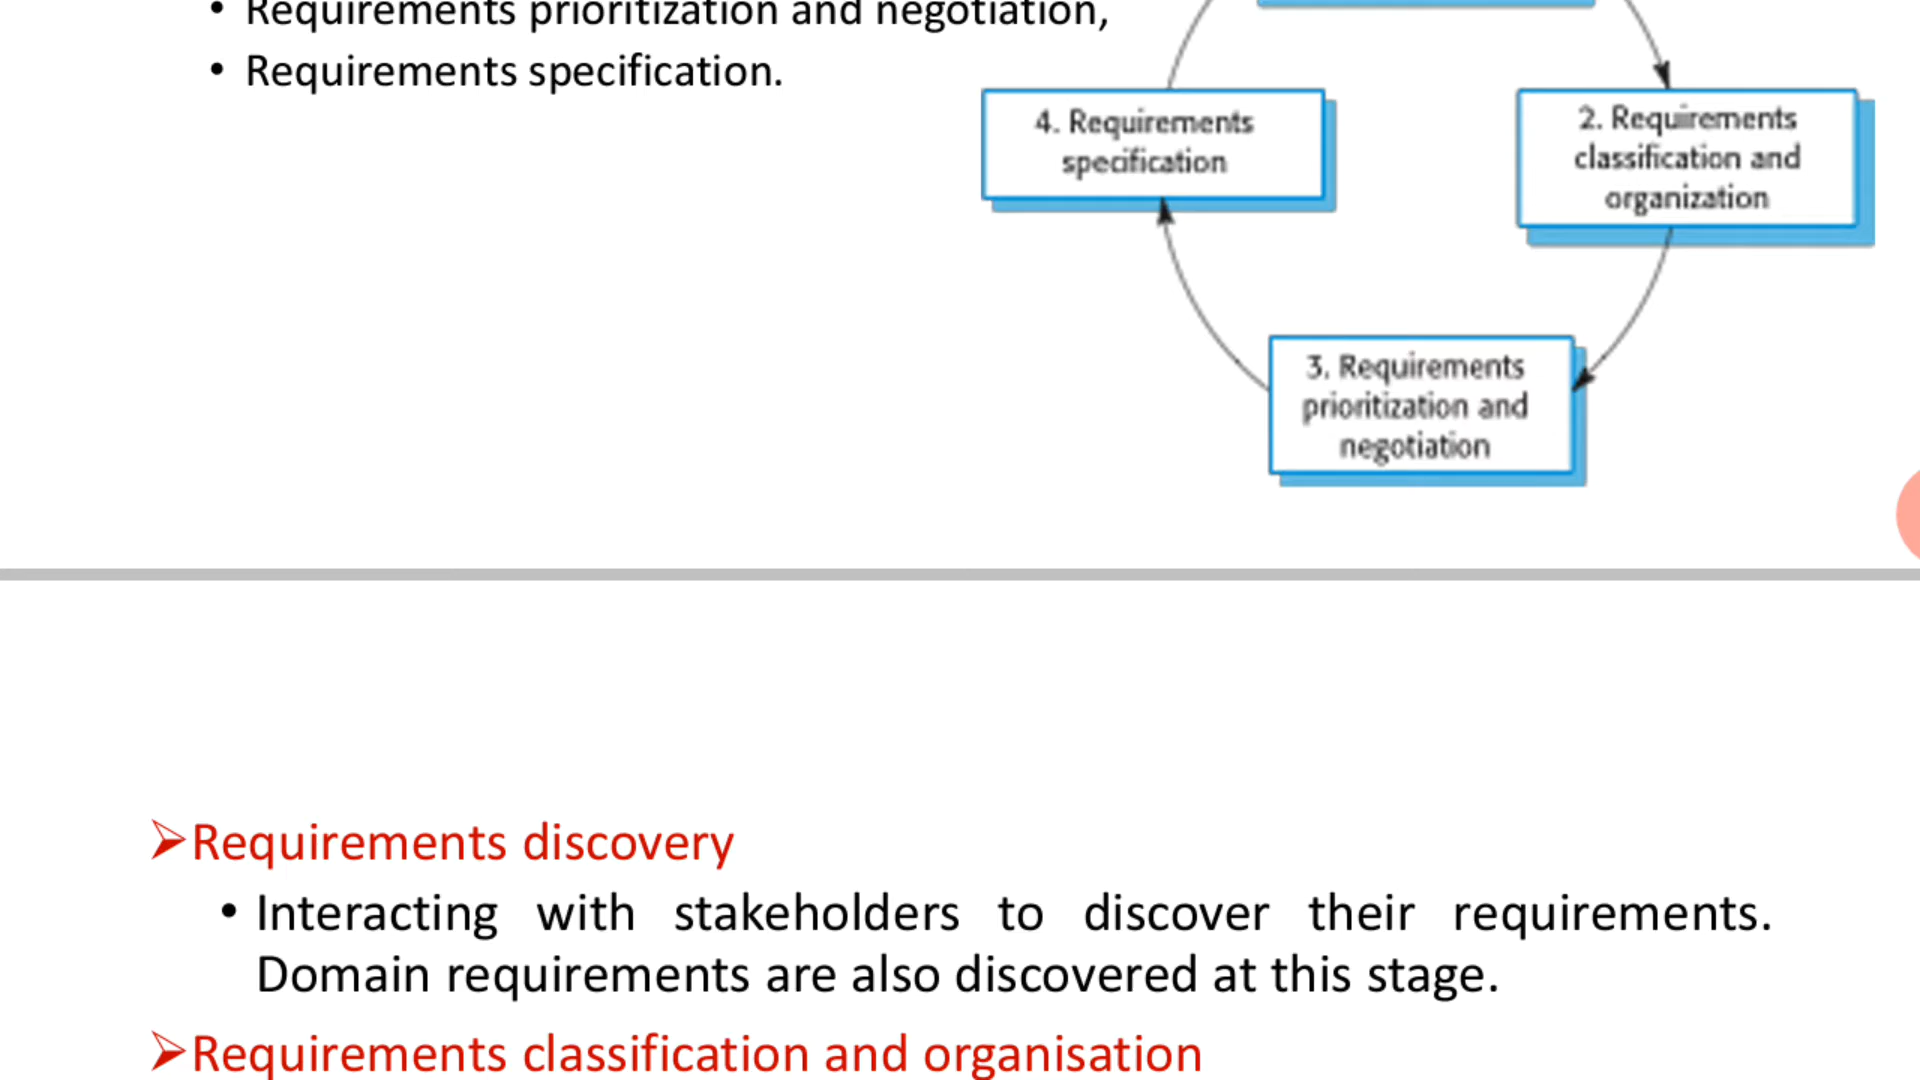 • Requirements prioritization and negotiation,
• Requirements specification.
4. Requirements
specification
2. Requirements
classification and
organization
3. Requirements
prioritization and
negotiation
➢Requirements discovery
• Interacting with stakeholders to discover their requirements.
Domain requirements are also discovered at this stage.
➢Requirements classification and organisation